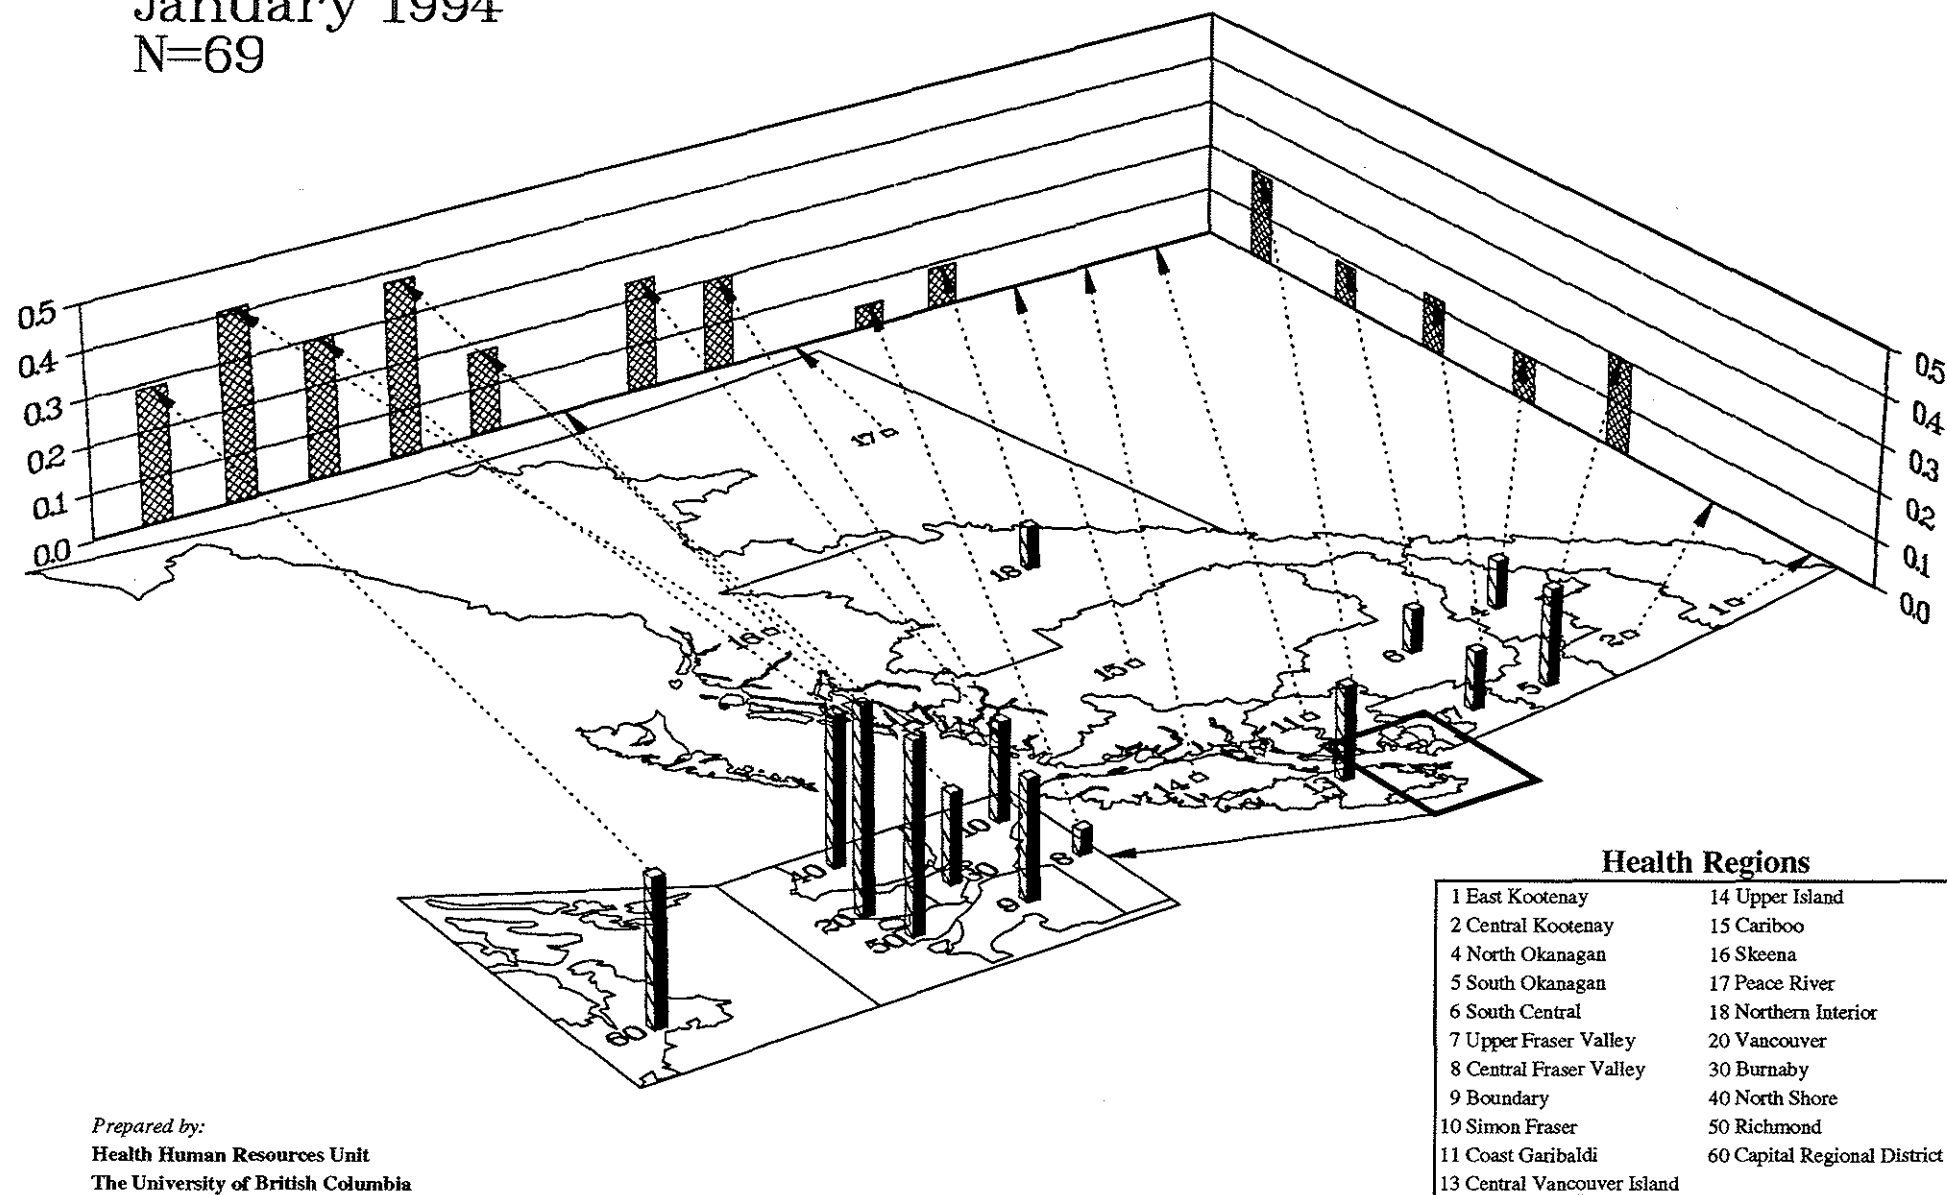 January 1994
N=69
0.5
0.4
0.3
0.2
0.1
0.0
0.5
0.4
0.3
0.2
0.1
0.0
17
18
16
15
14
11
13
6
4
7
5
2
1
10
8
40
30
9
20
50
60
Health Regions
1 East Kootenay
2 Central Kootenay
4 North Okanagan
5 South Okanagan
6 South Central
7 Upper Fraser Valley
8 Central Fraser Valley
9 Boundary
10 Simon Fraser
11 Coast Garibaldi
13 Central Vancouver Island
14 Upper Island
15 Cariboo
16 Skeena
17 Peace River
18 Northern Interior
20 Vancouver
30 Burnaby
40 North Shore
50 Richmond
60 Capital Regional District
Prepared by:
Health Human Resources Unit
The University of British Columbia